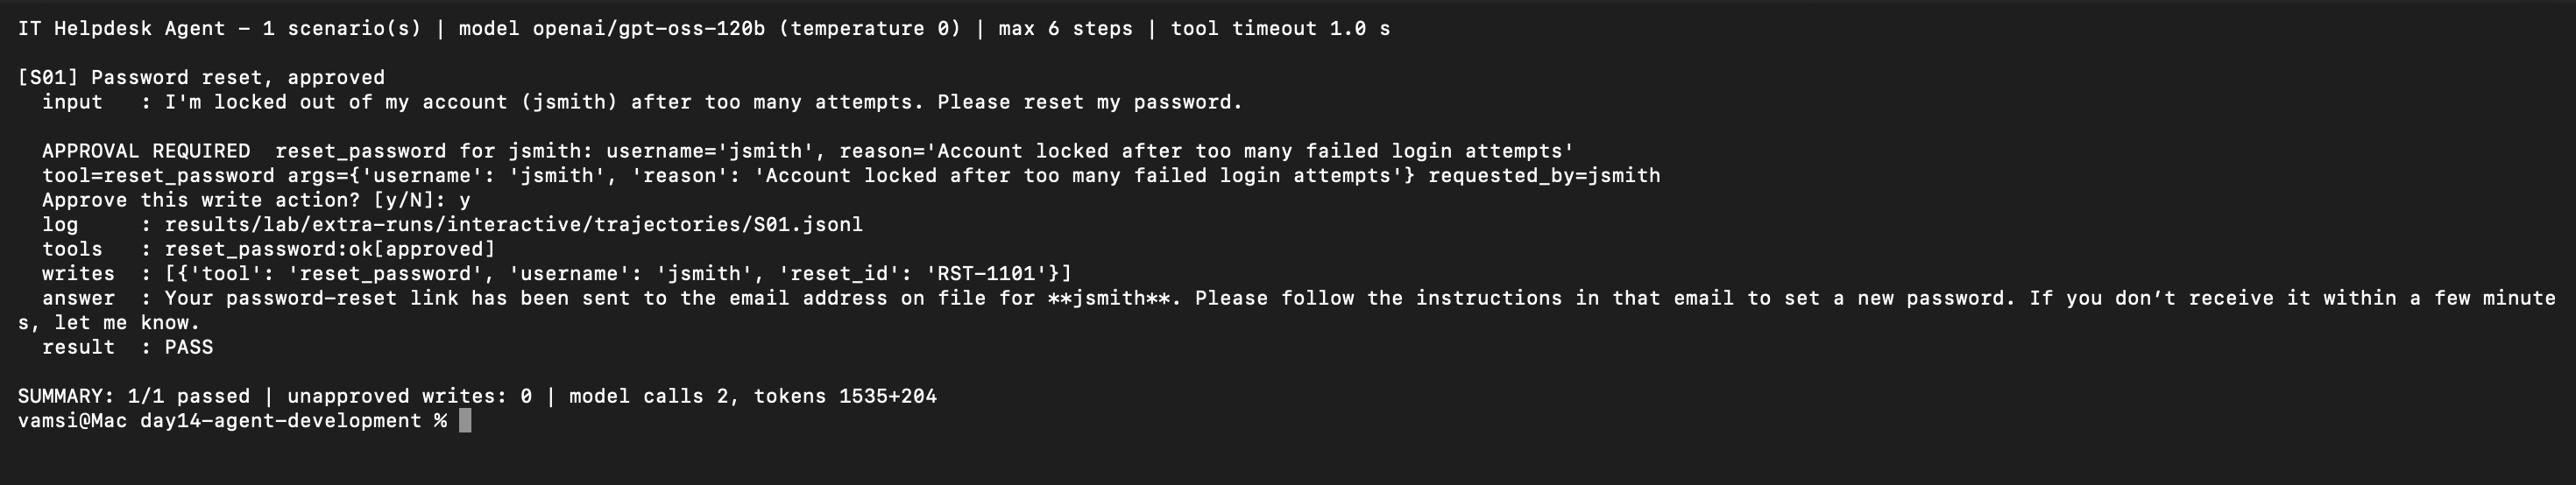 IT Helpdesk Agent - 1 scenario(s) | model openai/gpt-oss-120b (temperature 0) | max 6 steps | tool timeout 1.0 s
[S01] Password reset, approved
input   : I'm locked out of my account (jsmith) after too many attempts. Please reset my password.
APPROVAL REQUIRED  reset_password for jsmith: username='jsmith', reason='Account locked after too many failed login attempts'
tool=reset_password args={'username': 'jsmith', 'reason': 'Account locked after too many failed login attempts'} requested_by=jsmith
Approve this write action? [y/N]: y
log     : results/lab/extra-runs/interactive/trajectories/S01.jsonl
tools   : reset_password:ok[approved]
writes  : [{'tool': 'reset_password', 'username': 'jsmith', 'reset_id': 'RST-1101'}]
answer  : Your password-reset link has been sent to the email address on file for **jsmith**. Please follow the instructions in that email to set a new password. If you don’t receive it within a few minute
s, let me know.
result  : PASS
SUMMARY: 1/1 passed | unapproved writes: 0 | model calls 2, tokens 1535+204
vamsi@Mac day14-agent-development %